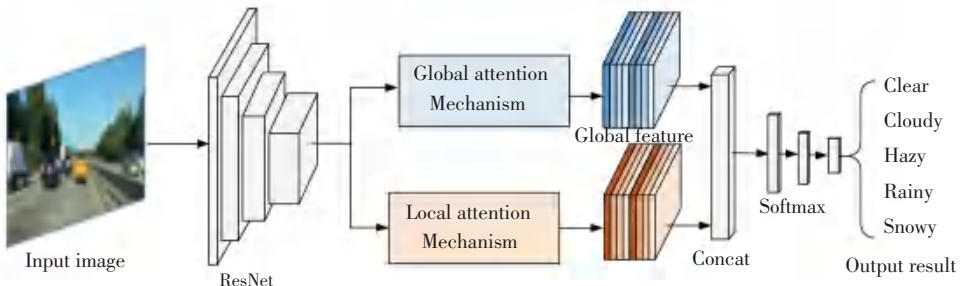 Input image
ResNet
Global attention
Mechanism
Global feature
Local attention
Mechanism
Concat
Softmax
Clear
Cloudy
Hazy
Rainy
Snowy
Output result